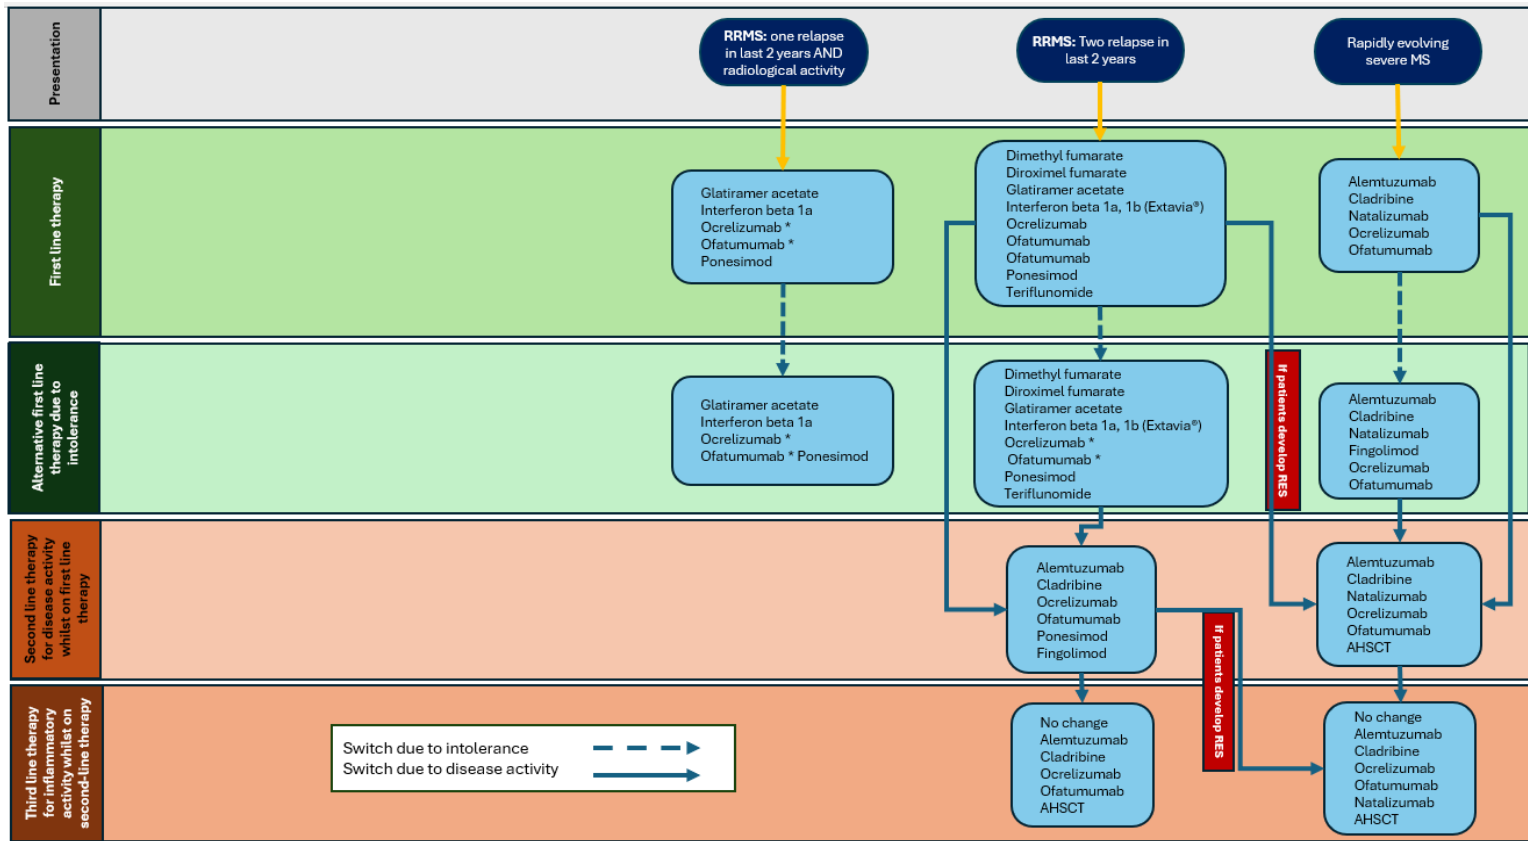 Presentation
RRMS: one relapse
in last 2 years AND
radiological activity
RRMS: Two relapse in
last 2 years
Rapidly evolving
severe MS
First line therapy
Glatiramer acetate
Interferon beta 1a
Ocrelizumab *
Ofatumumab *
Ponesimod
Dimethyl fumarate
Diroximel fumarate
Glatiramer acetate
Interferon beta 1a, 1b (Extavia®)
Ocrelizumab
Ofatumumab
Ofatumumab
Ponesimod
Teriflunomide
Alemtuzumab
Cladribine
Natalizumab
Ocrelizumab
Ofatumumab
Alternative first line
therapy due to
intolerance
Glatiramer acetate
Interferon beta 1a
Ocrelizumab *
Ofatumumab * Ponesimod
Dimethyl fumarate
Diroximel fumarate
Glatiramer acetate
Interferon beta 1a, 1b (Extavia®)
Ocrelizumab *
Ofatumumab *
Ponesimod
Teriflunomide
If patients develop RES
Alemtuzumab
Cladribine
Natalizumab
Fingolimod
Ocrelizumab
Ofatumumab
Second line therapy
for disease activity
whilst on first line
therapy
Alemtuzumab
Cladribine
Ocrelizumab
Ofatumumab
Ponesimod
Fingolimod
If patients develop RES
Alemtuzumab
Cladribine
Natalizumab
Ocrelizumab
Ofatumumab
AHSCT
Third line therapy
for inflammatory
activity whilst on
second-line therapy
Switch due to intolerance
Switch due to disease activity
No change
Alemtuzumab
Cladribine
Ocrelizumab
Ofatumumab
AHSCT
No change
Alemtuzumab
Cladribine
Ocrelizumab
Ofatumumab
Natalizumab
AHSCT